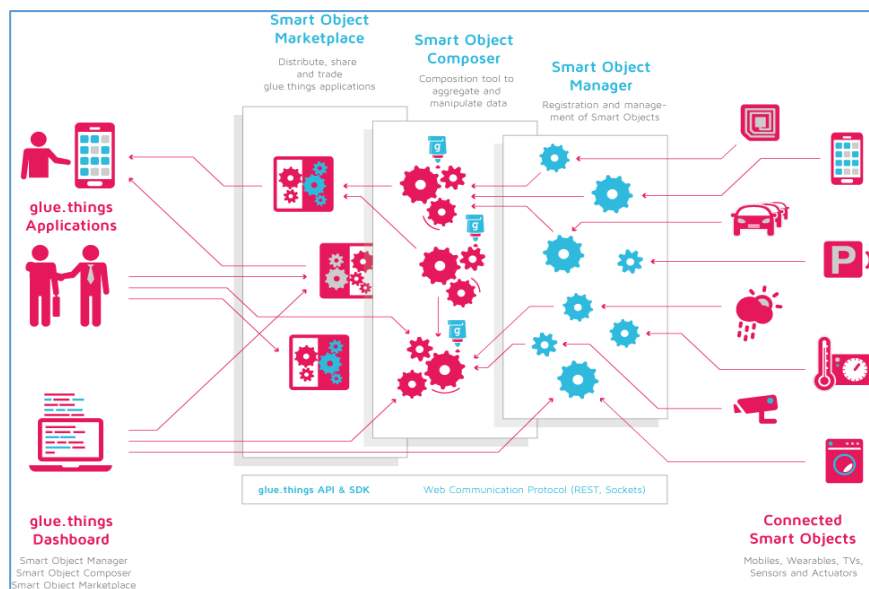 Smart Object
Marketplace
Distribute, share
and trade
glue.things applications
Smart Object
Composer
Composition tool to
aggregate and
manipulate data
Smart Object
Manager
Registration and manage-
ment of Smart Objects
glue.things
Applications
g
g
g
P
glue.things API & SDK
Web Communication Protocol (REST, Sockets)
glue.things
Dashboard
Smart Object Manager
Smart Object Composer
Smart Object Marketplace
Connected
Smart Objects
Mobiles, Wearables, TVs,
Sensors and Actuators